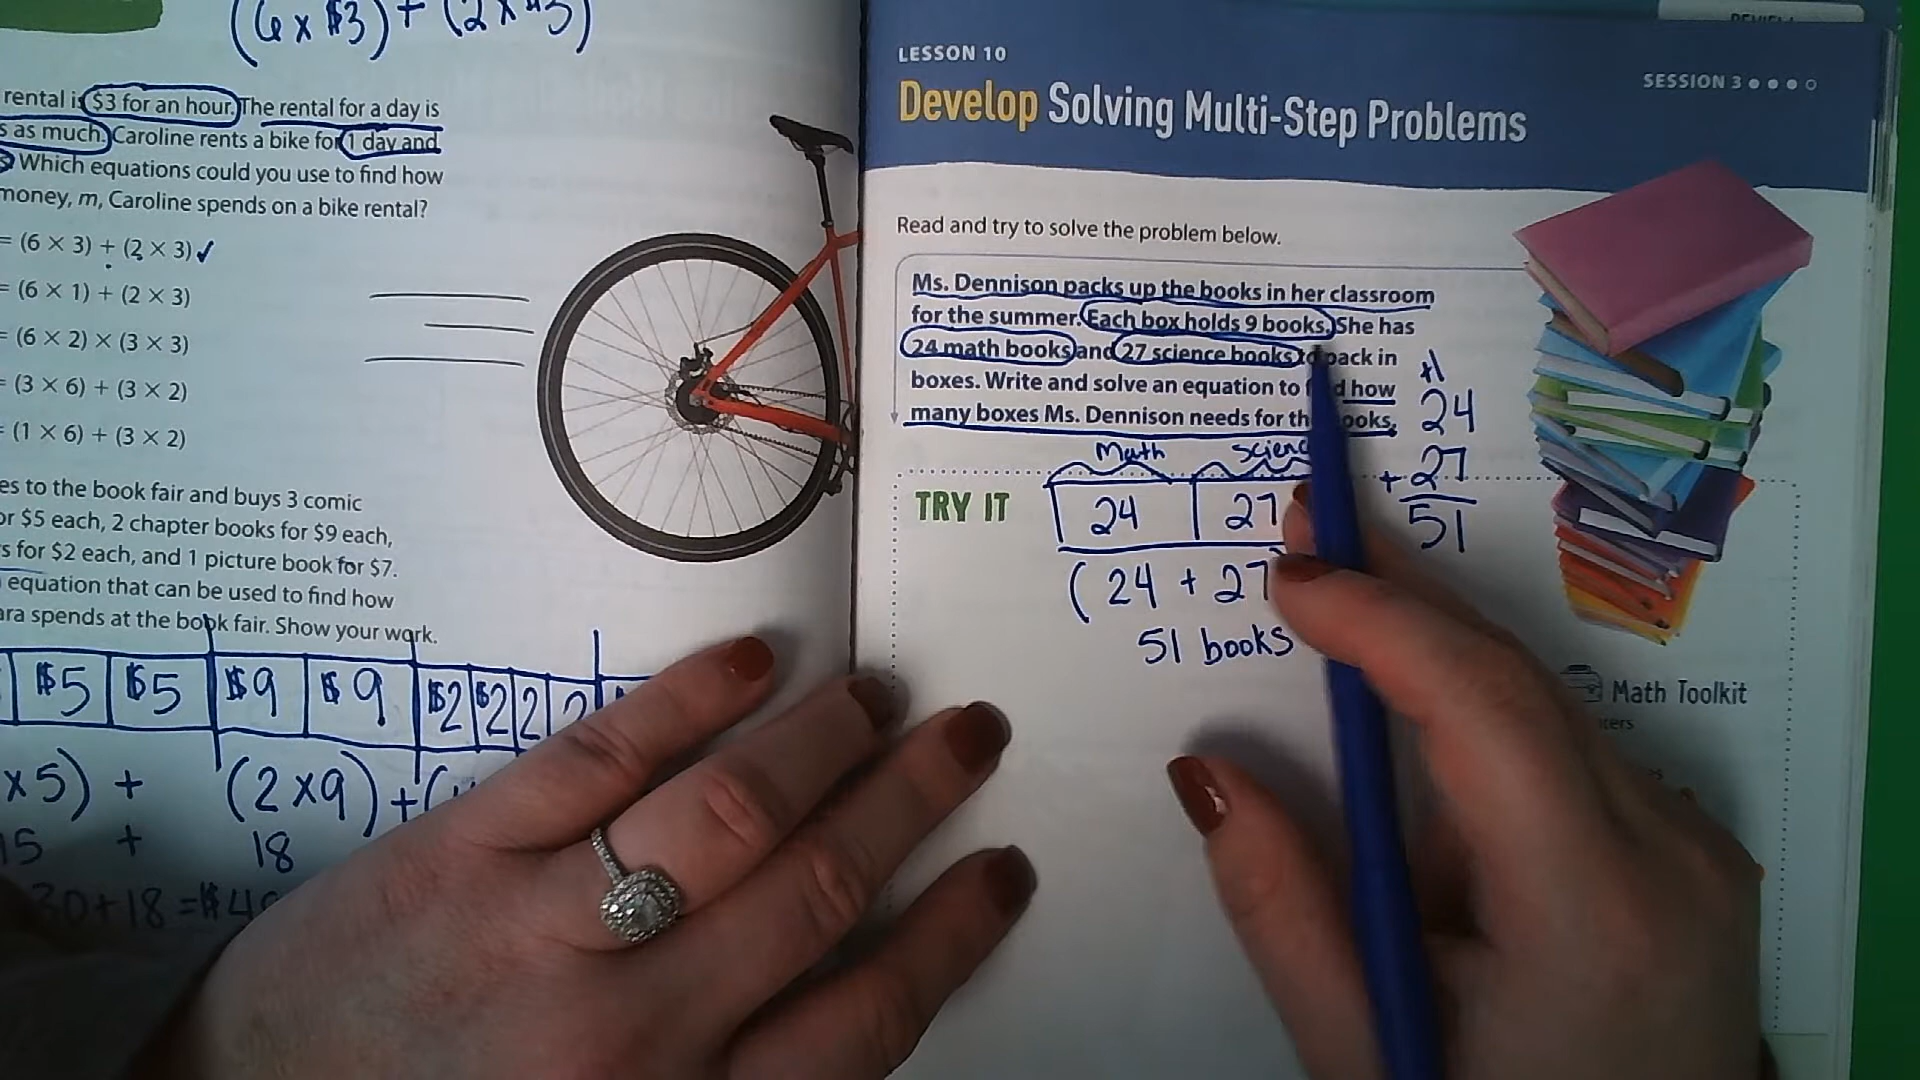 (6 x $3) + (2 x $3)
rental is $3 for an hour. The rental for a day is
s as much. Caroline rents a bike for 1 day and
Which equations could you use to find how
money, m, Caroline spends on a bike rental?
= (6 × 3) + (2 × 3) ✓
= (6 × 1) + (2 × 3)
= (6 × 2) × (3 × 3)
= (3 × 6) + (3 × 2)
= (1 × 6) + (3 × 2)
es to the book fair and buys 3 comic
or $5 each, 2 chapter books for $9 each,
s for $2 each, and 1 picture book for $7.
equation that can be used to find how
ara spends at the book fair. Show your work.
$5 $5 $9 $9 $2 $2 2 2
x 5) + (2 x 9) + (
15 + 18
30+18=$4
LESSON 10
SESSION 3
Develop Solving Multi-Step Problems
Read and try to solve the problem below.
Ms. Dennison packs up the books in her classroom
for the summer. Each box holds 9 books. She has
24 math books and 27 science books to pack in
boxes. Write and solve an equation to find how
many boxes Ms. Dennison needs for the books.
+1
24
+ 27
51
Math Scienc
TRY IT
24 27
(24 + 27
51 books
Math Toolkit